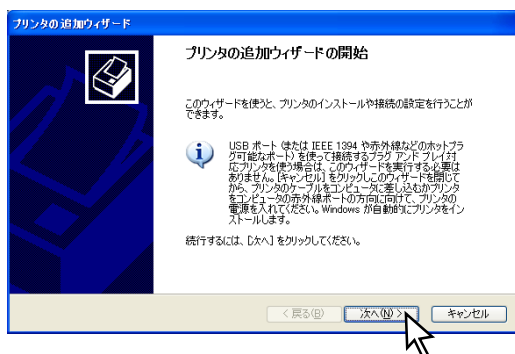 プリンタの追加ウィザード
プリンタの追加ウィザードの開始
このウィザードを使うと、プリンタのインストールや接続の設定を行うことが
できます。
USB ポート (または IEEE 1394 や赤外線などのホットプラ
グ可能なポート) を使って接続するプラグ アンド プレイ対
応プリンタを使う場合は、このウィザードを実行する必要は
ありません。[キャンセル] をクリックしこのウィザードを閉じて
から、プリンタのケーブルをコンピュータに差し込むかプリンタ
をコンピュータの赤外線ポートの方向に向けて、プリンタの
電源を入れてください。Windows が自動的にプリンタをイン
ストールします。
続行するには、[次へ] をクリックしてください。
< 戻る(B)
次へ(N) >
キャンセル